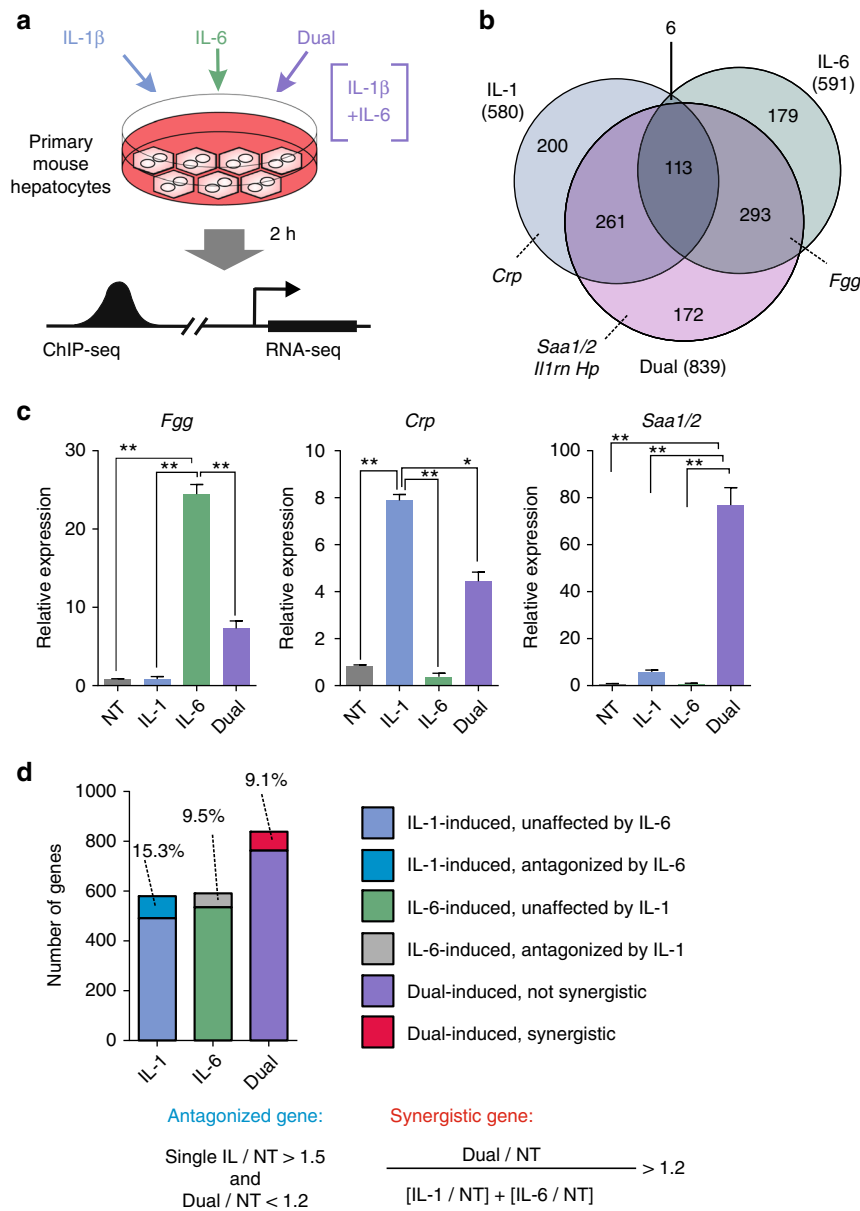 a
IL-1β
IL-6
Dual
IL-1β
+IL-6
Primary
mouse
hepatocytes
2 h
ChIP-seq
RNA-seq
b
6
IL-1
(580)
IL-6
(591)
200
179
113
261
293
Crp
Fgg
172
Saa1/2
Il1rn Hp
Dual (839)
c
Fgg
Relative expression
30
20
10
0
**
**
**
NT
IL-1
IL-6
Dual
Crp
Relative expression
10
8
6
4
2
0
**
*
**
NT
IL-1
IL-6
Dual
Saa1/2
Relative expression
100
80
60
40
20
0
**
**
**
NT
IL-1
IL-6
Dual
d
Number of genes
1000
800
600
400
200
0
15.3%
9.5%
9.1%
IL-1
IL-6
Dual
IL-1-induced, unaffected by IL-6
IL-1-induced, antagonized by IL-6
IL-6-induced, unaffected by IL-1
IL-6-induced, antagonized by IL-1
Dual-induced, not synergistic
Dual-induced, synergistic
Antagonized gene:
Single IL / NT > 1.5
and
Dual / NT < 1.2
Synergistic gene:
Dual / NT
[IL-1 / NT] + [IL-6 / NT]
> 1.2